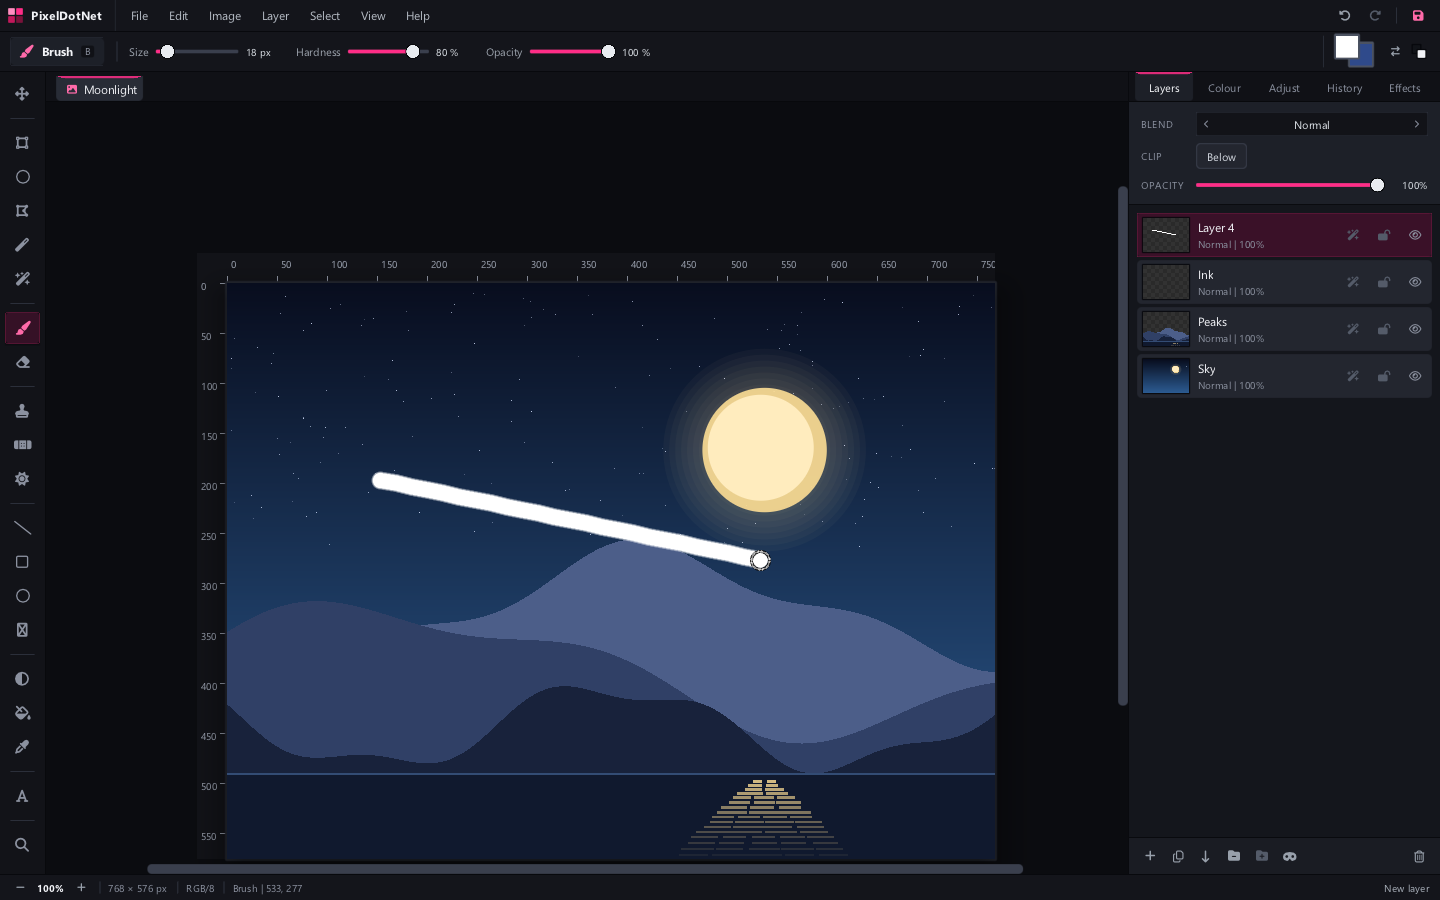 PixelDotNet File Edit Image Layer Select View Help
Brush B Size 18 px Hardness 80 % Opacity 100 %
Moonlight
Layers Colour Adjust History Effects
BLEND Normal
CLIP Below
OPACITY 100%
Layer 4
Normal | 100%
Ink
Normal | 100%
Peaks
Normal | 100%
Sky
Normal | 100%
0 50 100 150 200 250 300 350 400 450 500 550 600 650 700 750
0
50
100
150
200
250
300
350
400
450
500
550
100% 768 × 576 px RGB/8 Brush | 533, 277 New layer